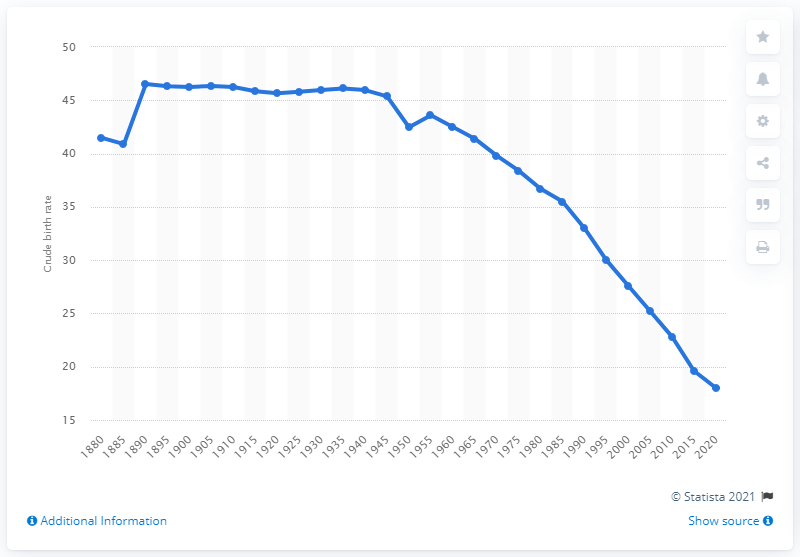 50
45
40
35
30
25
20
15
Crude birth rate
1880 1885 1890 1895 1900 1905 1910 1915 1920 1925 1930 1935 1940 1945 1950 1955 1960 1965 1970 1975 1980 1985 1990 1995 2000 2005 2010 2015 2020
© Statista 2021
Additional Information
Show source